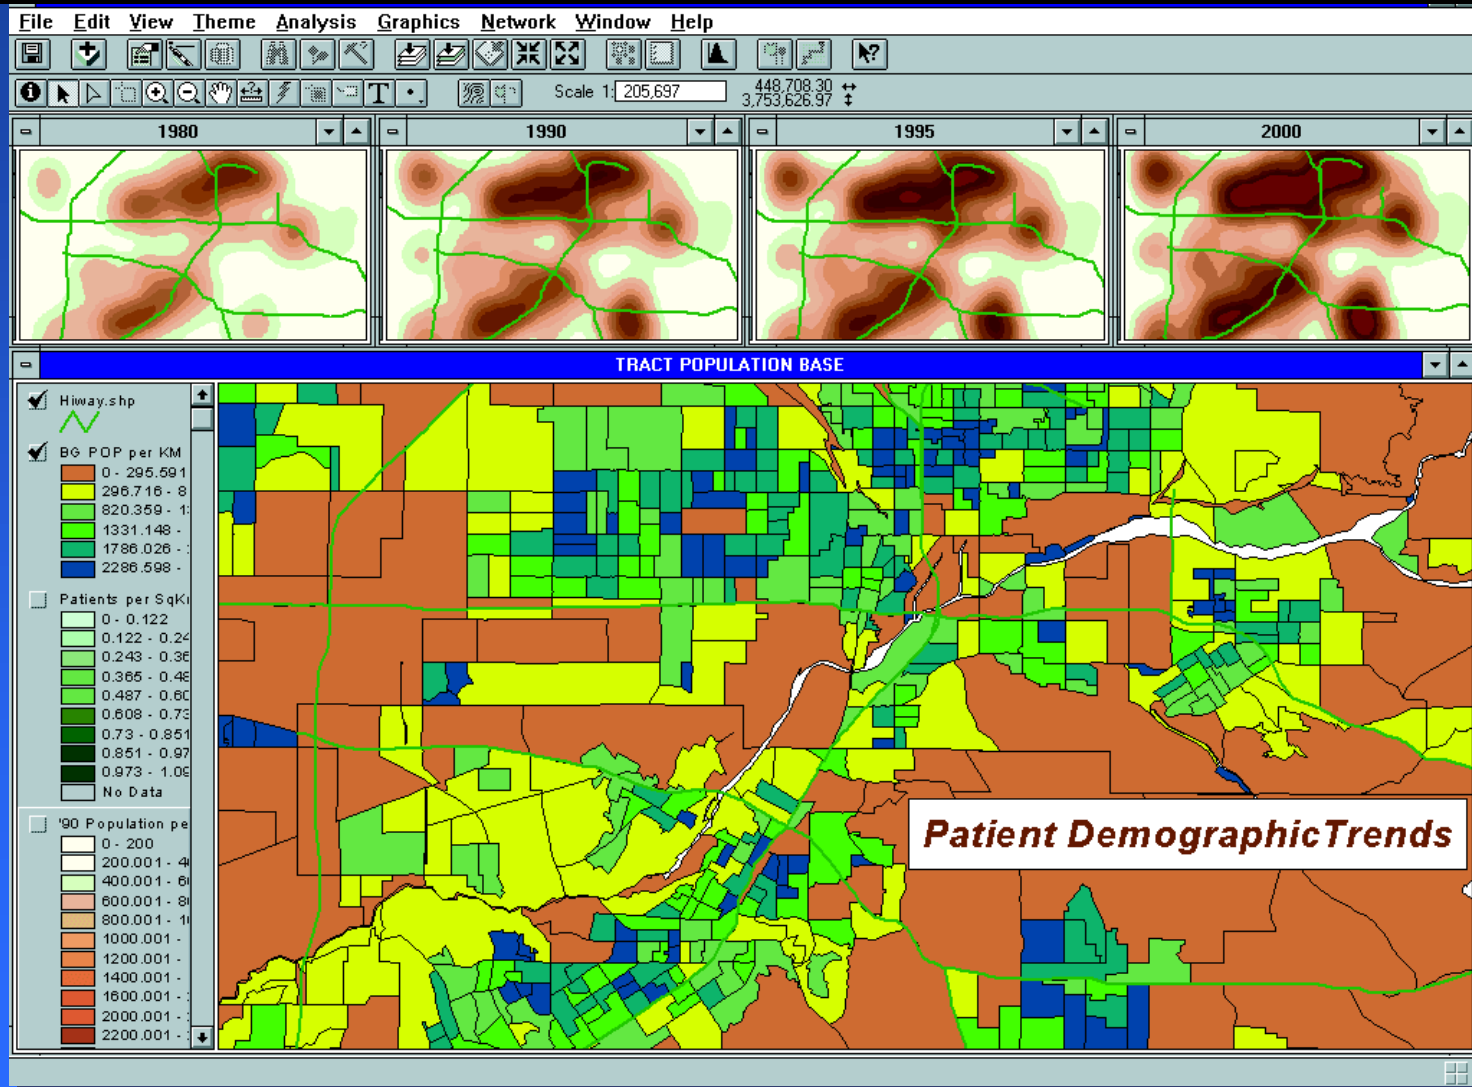 File Edit View Theme Analysis Graphics Network Window Help
Scale 1: 205,697
448,708.30
3,753,626.97
1980
1990
1995
2000
TRACT POPULATION BASE
Hiway.shp
BG POP per KM
0 - 295.591
296.716 - 8
820.359 - 1
1331.148 -
1786.026 -
2286.598 -
Patients per SqK
0 - 0.122
0.122 - 0.24
0.243 - 0.36
0.365 - 0.48
0.487 - 0.60
0.608 - 0.73
0.73 - 0.851
0.851 - 0.97
0.973 - 1.09
No Data
'90 Population pe
0 - 200
200.001 - 4
400.001 - 6
600.001 - 8
800.001 - 1
1000.001 -
1200.001 -
1400.001 -
1600.001 -
2000.001 -
2200.001 -
Patient DemographicTrends